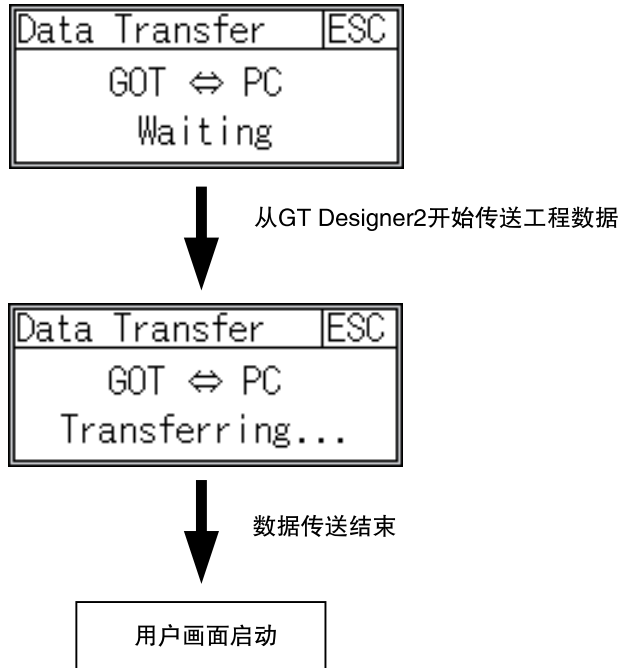 Data Transfer ESC
GOT ⇔ PC
Waiting
从GT Designer2开始传送工程数据
Data Transfer ESC
GOT ⇔ PC
Transferring...
数据传送结束
用户画面启动